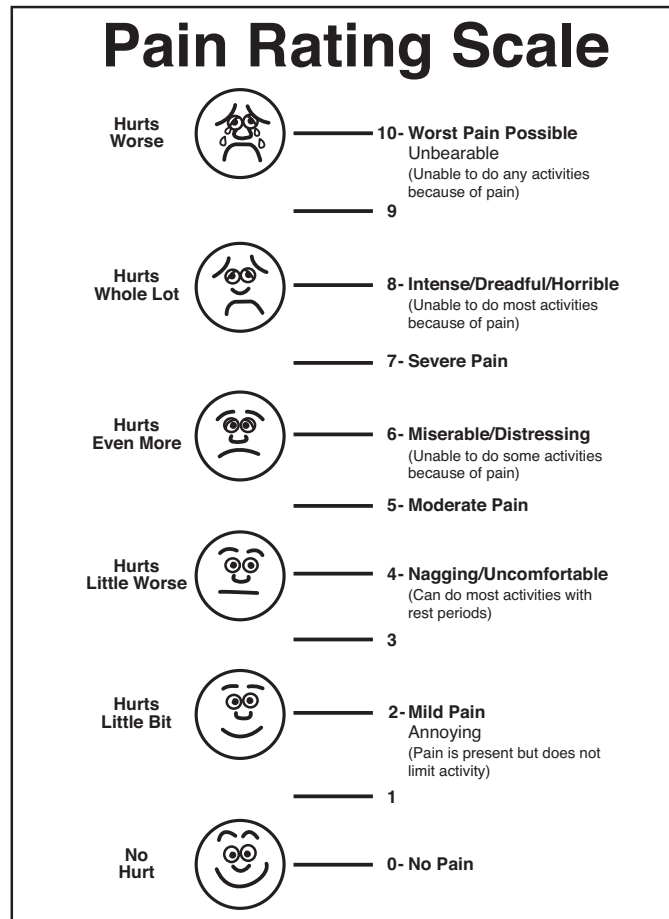 Pain Rating Scale
Hurts
Worse
10- Worst Pain Possible
Unbearable
(Unable to do any activities
because of pain)
9
Hurts
Whole Lot
8- Intense/Dreadful/Horrible
(Unable to do most activities
because of pain)
7- Severe Pain
Hurts
Even More
6- Miserable/Distressing
(Unable to do some activities
because of pain)
5- Moderate Pain
Hurts
Little Worse
4- Nagging/Uncomfortable
(Can do most activities with
rest periods)
3
Hurts
Little Bit
2- Mild Pain
Annoying
(Pain is present but does not
limit activity)
1
No
Hurt
0- No Pain